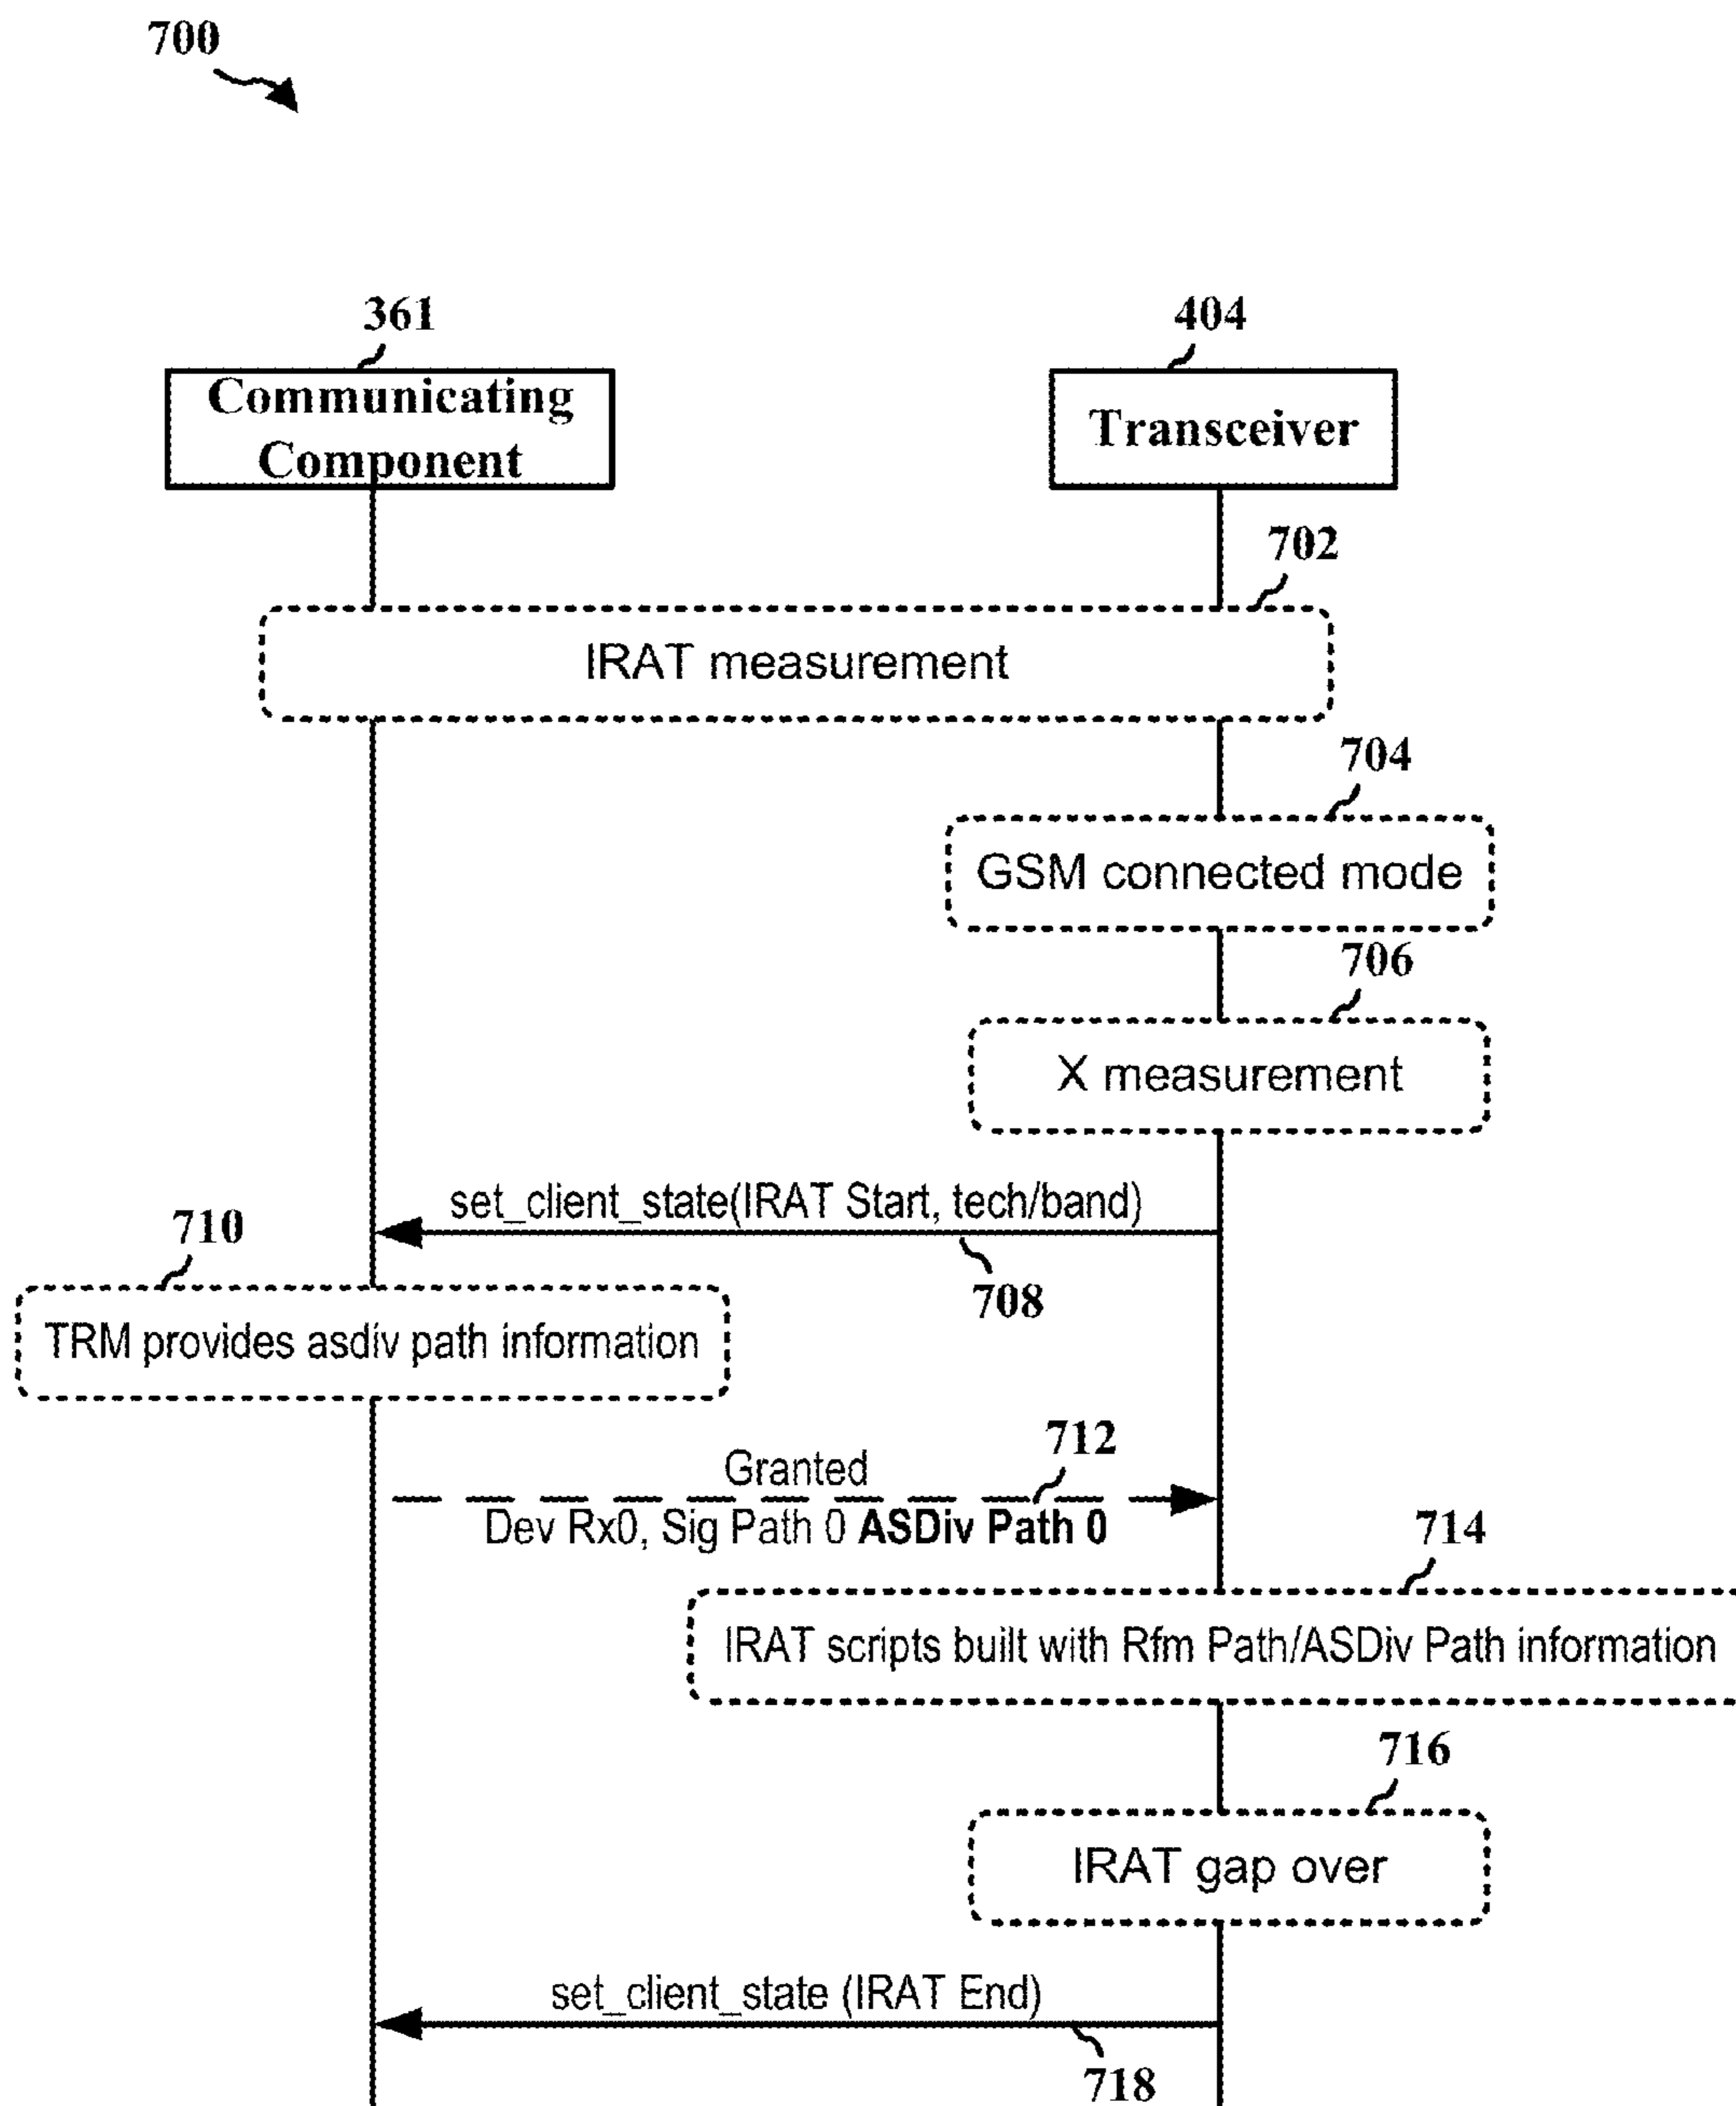 700
361
404
Communicating
Component
Transceiver
702
IRAT measurement
704
GSM connected mode
706
X measurement
set_client_state(IRAT Start, tech/band)
708
710
TRM provides asdiv path information
712
Granted
Dev Rx0, Sig Path 0 ASDiv Path 0
714
IRAT scripts built with Rfm Path/ASDiv Path information
716
IRAT gap over
set_client_state (IRAT End)
718